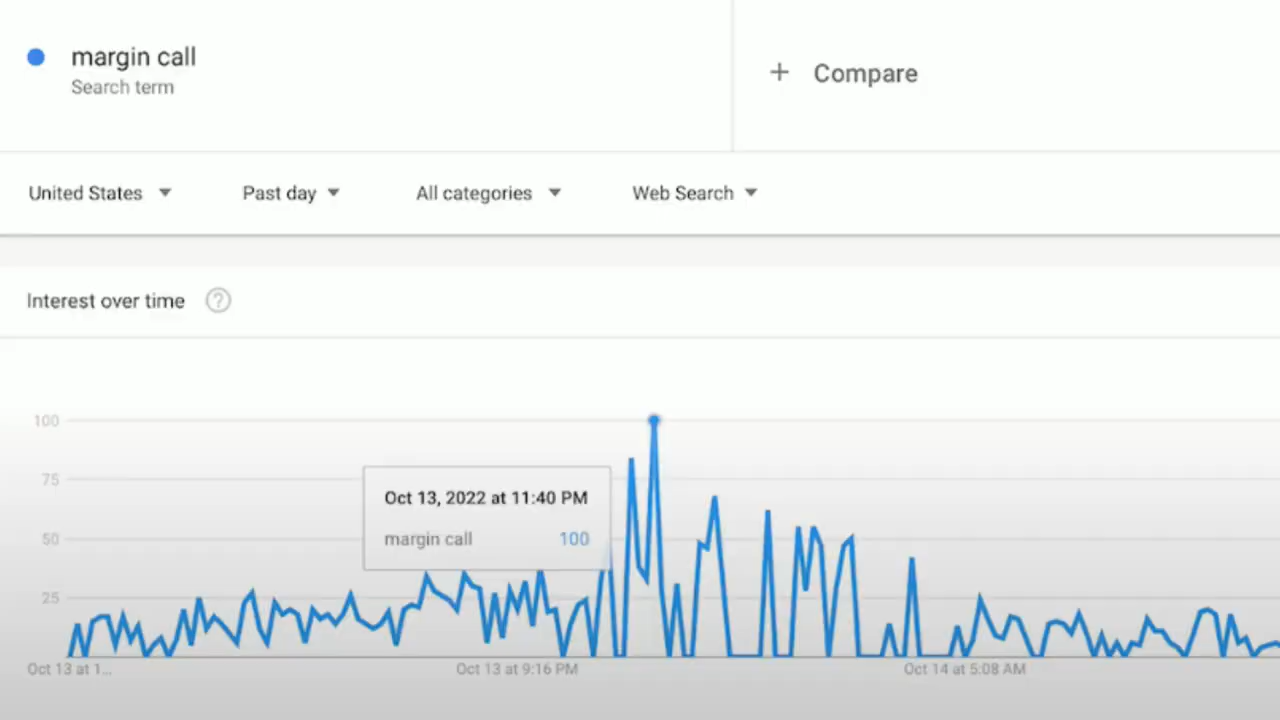 margin call
Search term
+ Compare
United States
Past day
All categories
Web Search
Interest over time ?
100
75
50
25
Oct 13, 2022 at 11:40 PM
margin call 100
Oct 13 at 1...
Oct 13 at 9:16 PM
Oct 14 at 5:08 AM